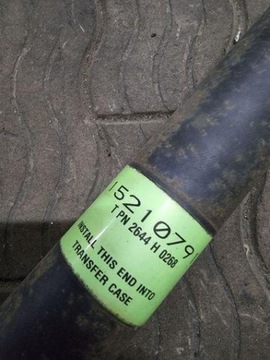 1521079
TPN 2644 H 0268
INSTALL THIS END INTO
TRANSFER CASE